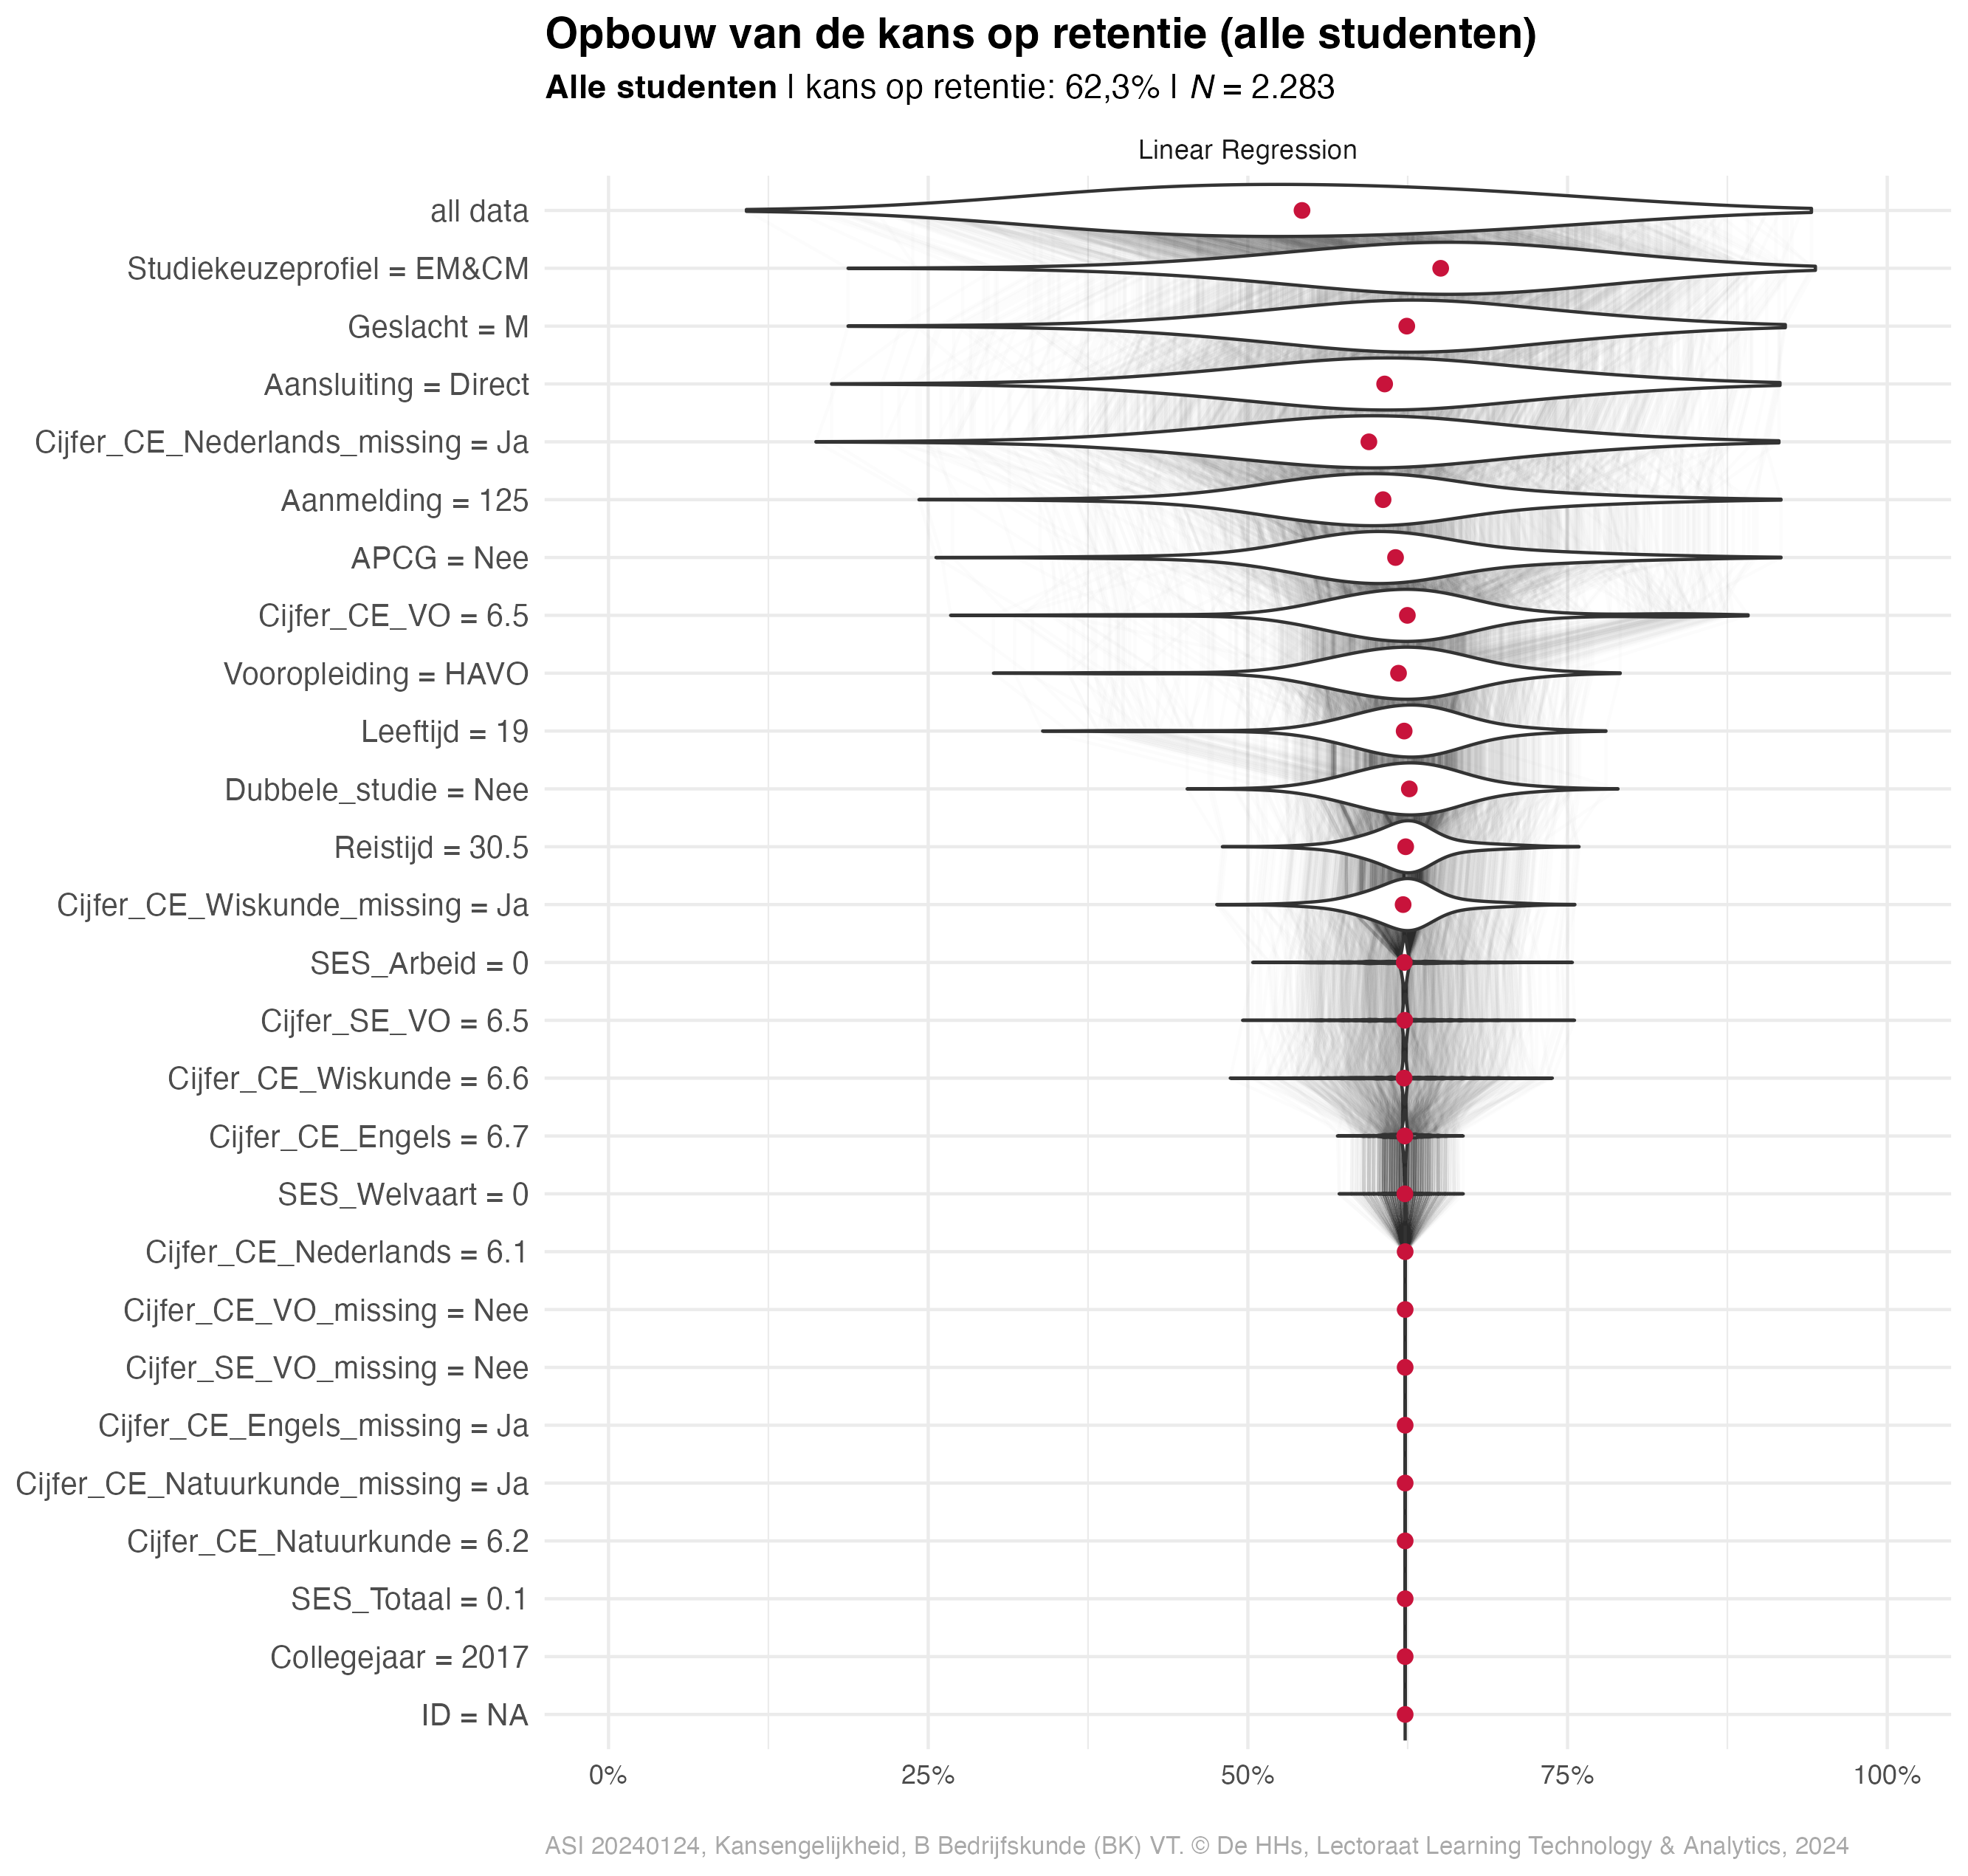 Opbouw van de kans op retentie (alle studenten)
Alle studenten | kans op retentie: 62,3% | N = 2.283
Linear Regression
all data
Studiekeuzeprofiel = EM&CM
Geslacht = M
Aansluiting = Direct
Cijfer_CE_Nederlands_missing = Ja
Aanmelding = 125
APCG = Nee
Cijfer_CE_VO = 6.5
Vooropleiding = HAVO
Leeftijd = 19
Dubbele_studie = Nee
Reistijd = 30.5
Cijfer_CE_Wiskunde_missing = Ja
SES_Arbeid = 0
Cijfer_SE_VO = 6.5
Cijfer_CE_Wiskunde = 6.6
Cijfer_CE_Engels = 6.7
SES_Welvaart = 0
Cijfer_CE_Nederlands = 6.1
Cijfer_CE_VO_missing = Nee
Cijfer_SE_VO_missing = Nee
Cijfer_CE_Engels_missing = Ja
Cijfer_CE_Natuurkunde_missing = Ja
Cijfer_CE_Natuurkunde = 6.2
SES_Totaal = 0.1
Collegejaar = 2017
ID = NA
0% 25% 50% 75% 100%
ASI 20240124, Kansengelijkheid, B Bedrijfskunde (BK) VT. © De HHs, Lectoraat Learning Technology & Analytics, 2024